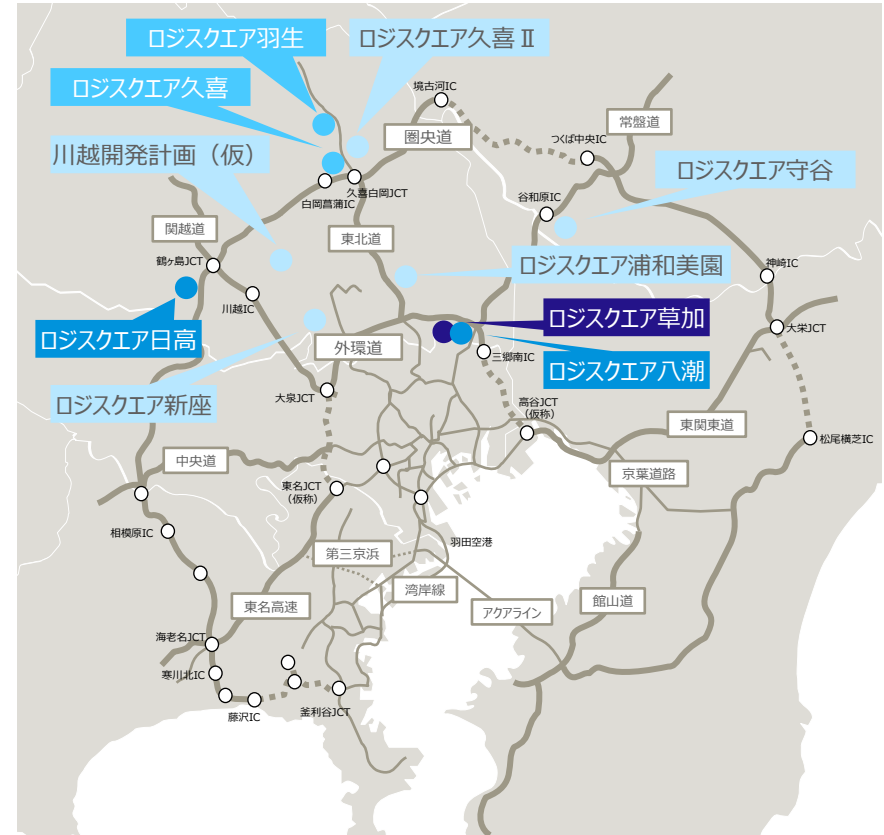 ロジスクエア羽生
ロジスクエア久喜Ⅱ
ロジスクエア久喜
境古河IC
圏央道
常盤道
つくば中央IC
川越開発計画（仮）
ロジスクエア守谷
久喜白岡JCT
白岡菖蒲IC
谷和原IC
関越道
東北道
鶴ヶ島JCT
ロジスクエア浦和美園
神崎IC
川越IC
ロジスクエア草加
大栄JCT
ロジスクエア日高
外環道
三郷南IC
ロジスクエア八潮
大泉JCT
ロジスクエア新座
高谷JCT
（仮称）
東関東道
松尾横芝IC
中央道
京葉道路
東名JCT
（仮称）
相模原IC
羽田空港
第三京浜
湾岸線
東名高速
アクアライン
館山道
海老名JCT
寒川北IC
藤沢IC
釜利谷JCT